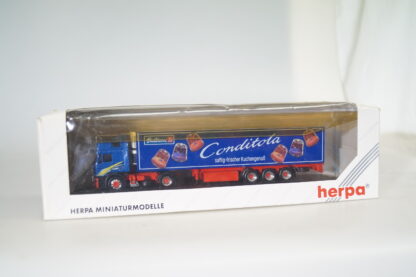 Conditola
saftig-frischer Kuchengenuß
herpa
HERPA MINIATURMODELLE